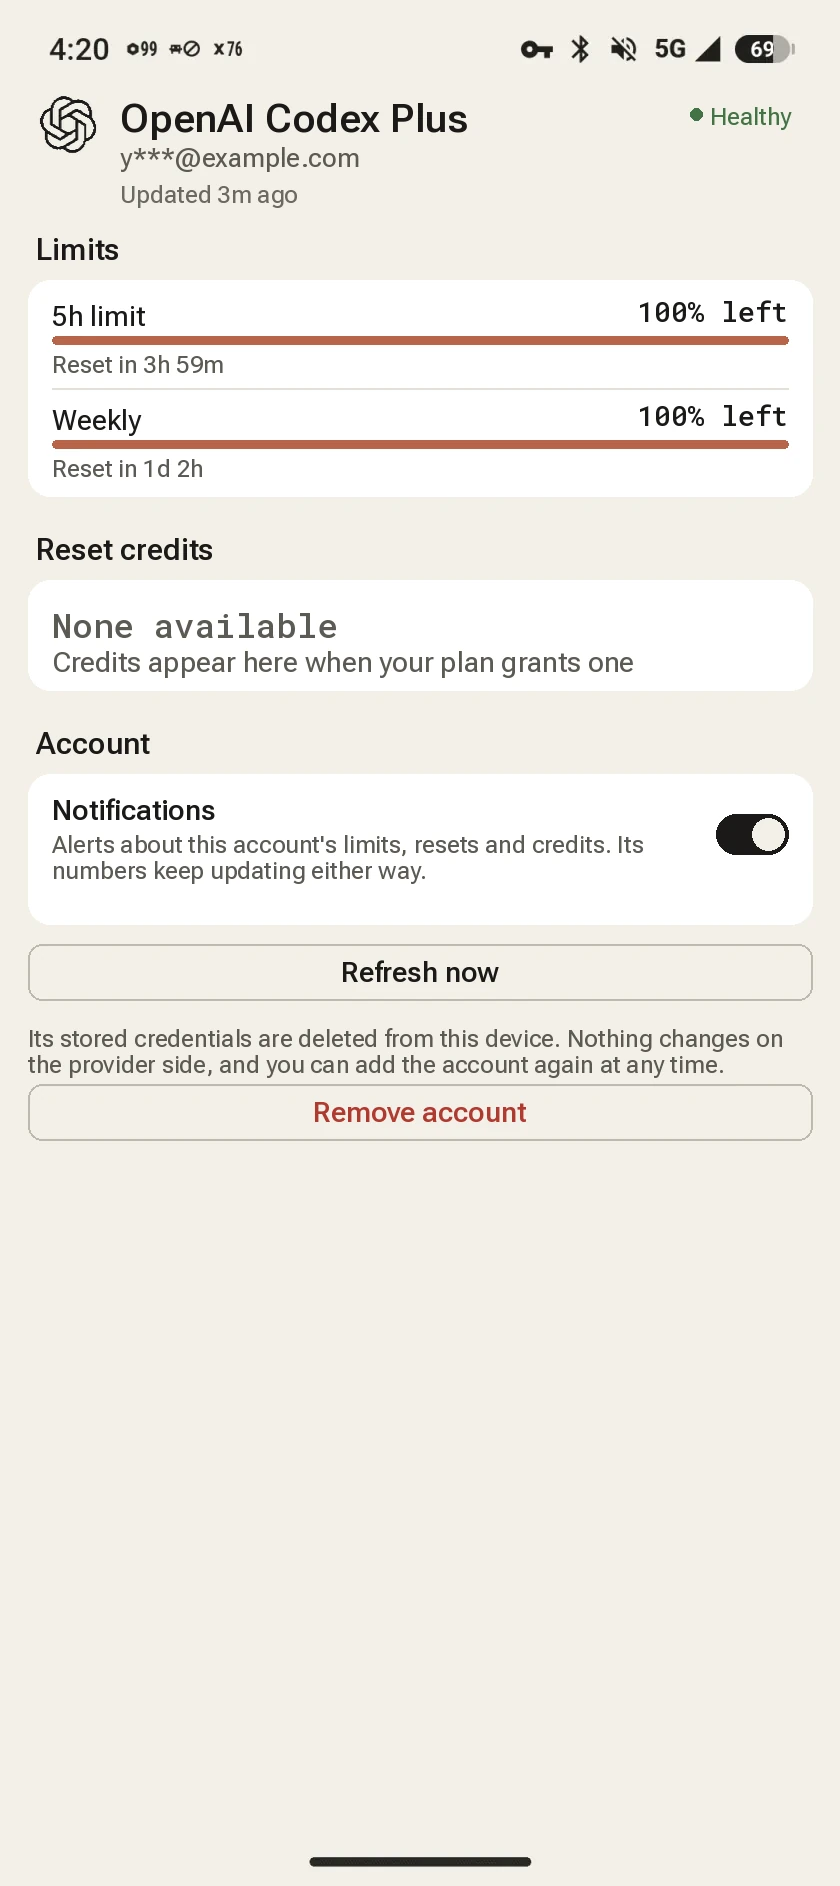 4:20 99 x76 5G 69
OpenAI Codex Plus
Healthy
y***@example.com
Updated 3m ago
Limits
5h limit 100% left
Reset in 3h 59m
Weekly 100% left
Reset in 1d 2h
Reset credits
None available
Credits appear here when your plan grants one
Account
Notifications
Alerts about this account's limits, resets and credits. Its
numbers keep updating either way.
Refresh now
Its stored credentials are deleted from this device. Nothing changes on
the provider side, and you can add the account again at any time.
Remove account